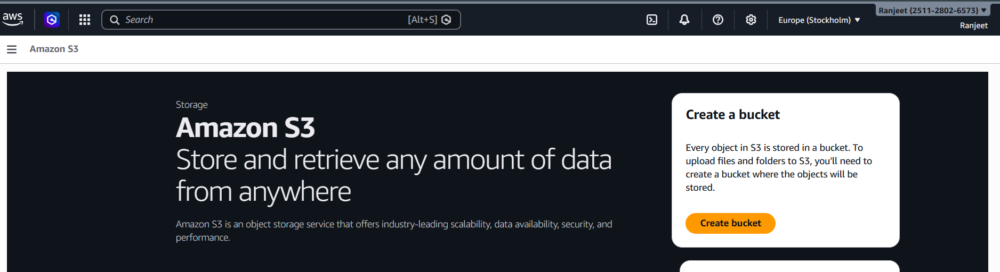 aws
Search
[Alt+S]
Europe (Stockholm)
Ranjeet (2511-2802-6573)
Ranjeet
Amazon S3
Storage
Amazon S3
Store and retrieve any amount of data
from anywhere
Amazon S3 is an object storage service that offers industry-leading scalability, data availability, security, and
performance.
Create a bucket
Every object in S3 is stored in a bucket. To
upload files and folders to S3, you'll need to
create a bucket where the objects will be
stored.
Create bucket